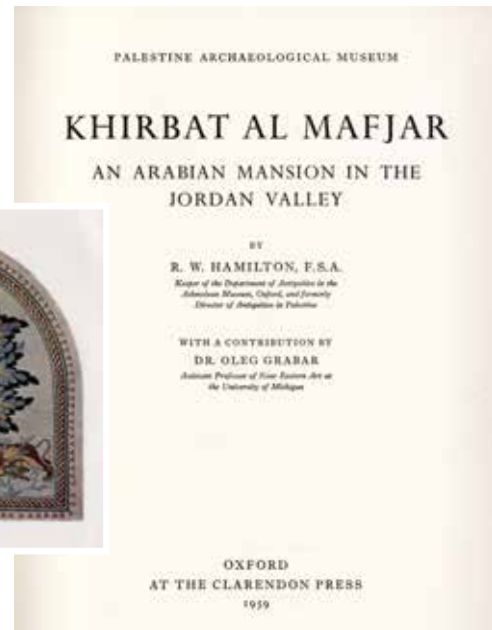 PALESTINE ARCHAEOLOGICAL MUSEUM
KHIRBAT AL MAFJAR
AN ARABIAN MANSION IN THE
JORDAN VALLEY
BY
R. W. HAMILTON, F.S.A.
Keeper of the Department of Antiquities in the
Ashmolean Museum, Oxford, and formerly
Director of Antiquities in Palestine
WITH A CONTRIBUTION BY
DR. OLEG GRABAR
Assistant Professor of Near Eastern Art at
the University of Michigan
OXFORD
AT THE CLARENDON PRESS
1959